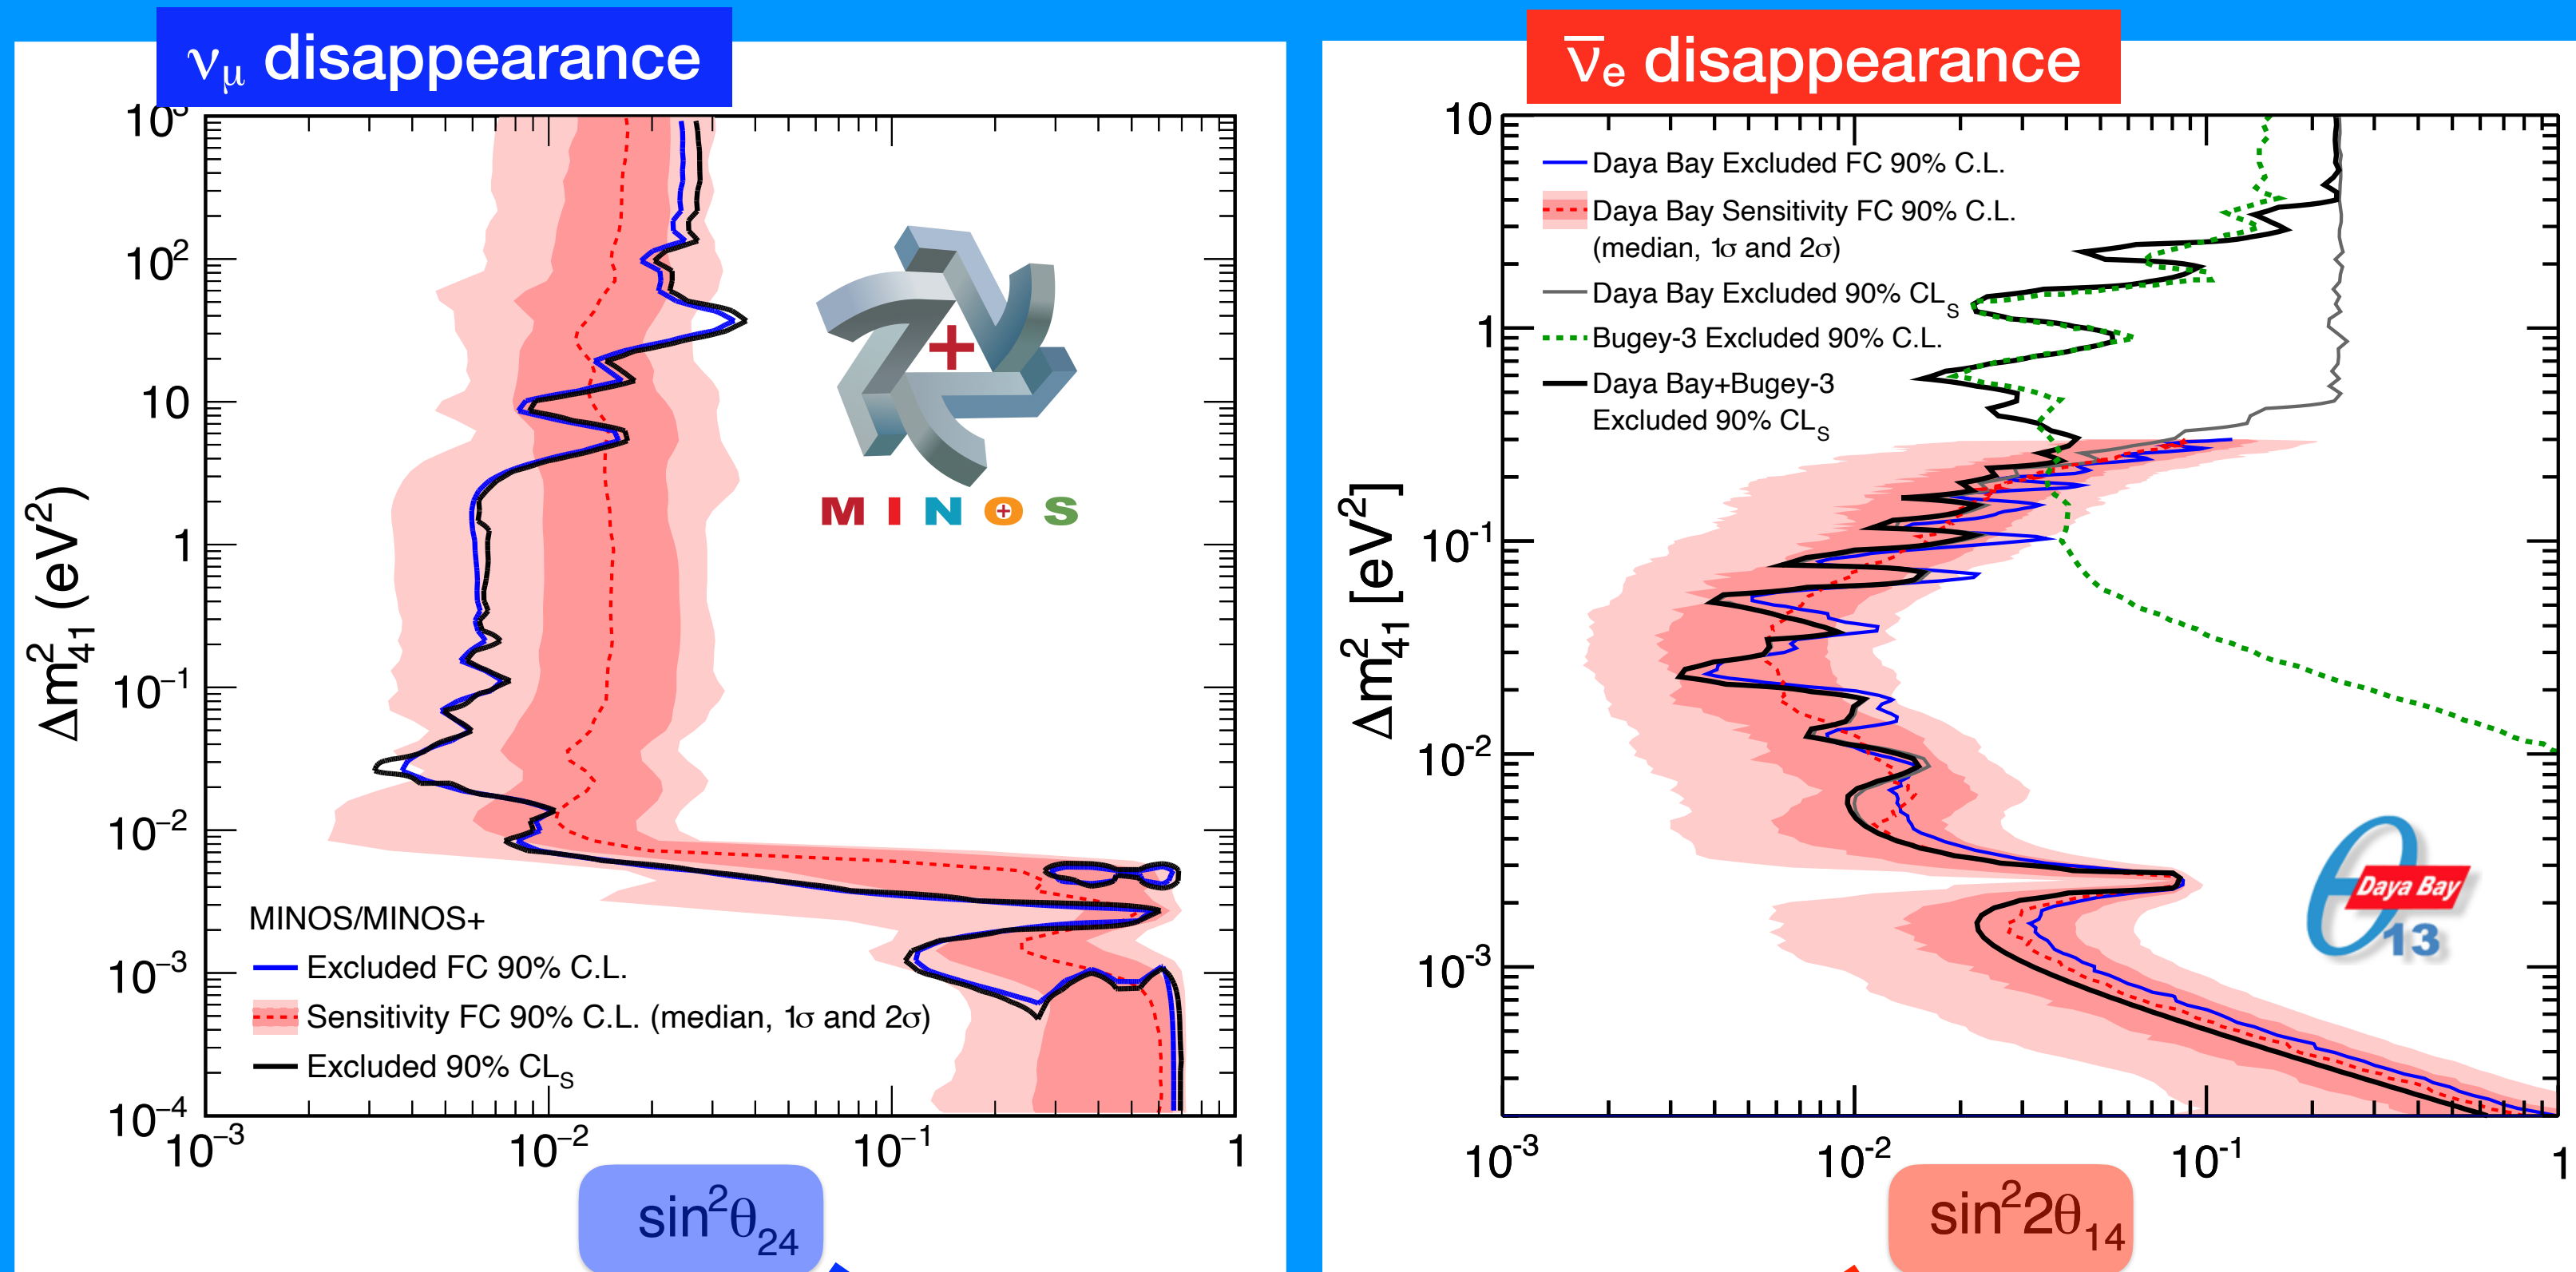 νμ disappearance
10³
10²
10
1
10⁻¹
10⁻²
10⁻³
10⁻⁴
Δm²₄₁ (eV²)
MINOS
MINOS/MINOS+
Excluded FC 90% C.L.
Sensitivity FC 90% C.L. (median, 1σ and 2σ)
Excluded 90% CLS
10⁻³ 10⁻² 10⁻¹ 1
sin²θ₂₄
ν̅e disappearance
10
1
10⁻¹
10⁻²
10⁻³
Δm²₄₁ [eV²]
Daya Bay Excluded FC 90% C.L.
Daya Bay Sensitivity FC 90% C.L.
(median, 1σ and 2σ)
Daya Bay Excluded 90% CLS
Bugey-3 Excluded 90% C.L.
Daya Bay+Bugey-3
Excluded 90% CLS
θ
Daya Bay
13
10⁻³ 10⁻² 10⁻¹ 1
sin²2θ₁₄